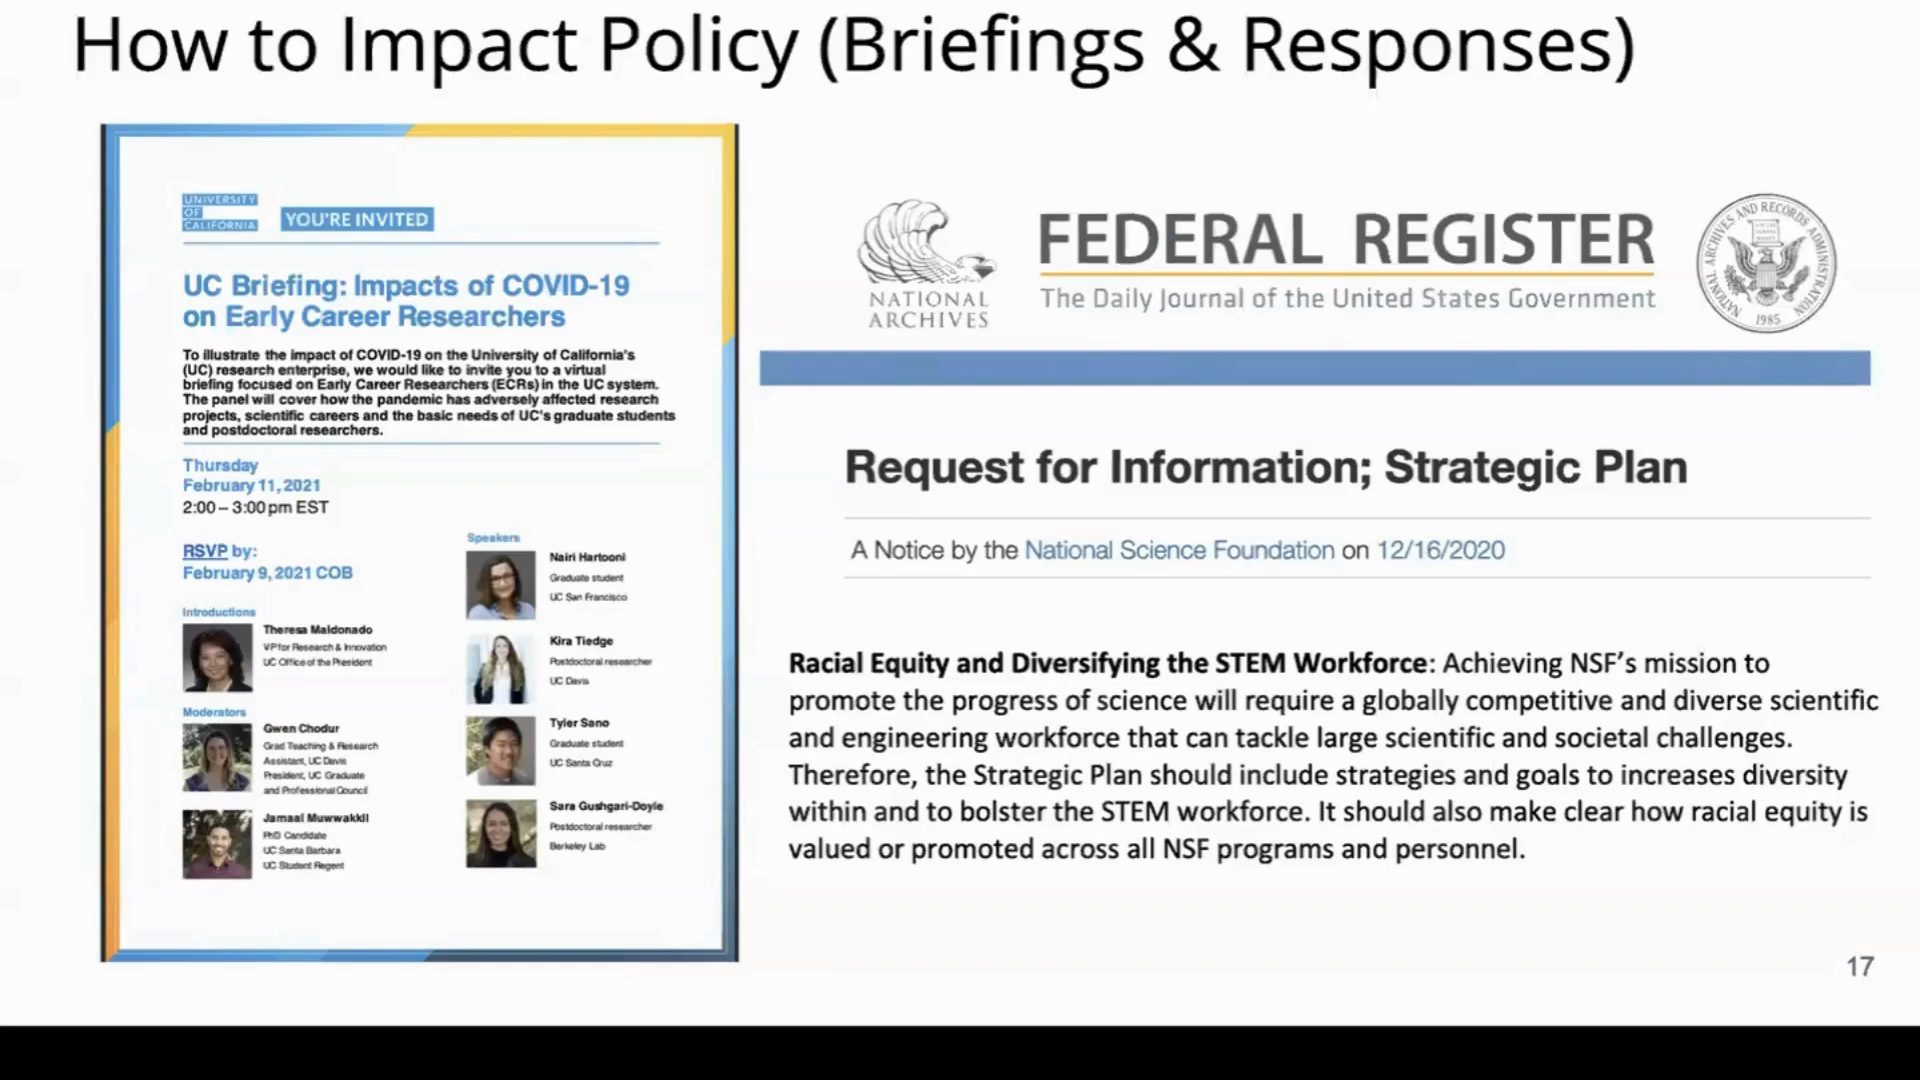 How to Impact Policy (Briefings & Responses)
UNIVERSITY
OF
CALIFORNIA
YOU'RE INVITED
UC Briefing: Impacts of COVID-19
on Early Career Researchers
To illustrate the impact of COVID-19 on the University of California's
(UC) research enterprise, we would like to invite you to a virtual
briefing focused on Early Career Researchers (ECRs) in the UC system.
The panel will cover how the pandemic has adversely affected research
projects, scientific careers and the basic needs of UC's graduate students
and postdoctoral researchers.
Thursday
February 11, 2021
2:00 – 3:00 pm EST
RSVP by:
February 9, 2021 COB
Introductions
Theresa Maldonado
VP for Research & Innovation
UC Office of the President
Moderators
Gwen Chodur
Grad Teaching & Research
Assistant, UC Davis
President, UC Graduate
and Professional Council
Jamaal Muwwakkil
PhD Candidate
UC Santa Barbara
UC Student Regent
Speakers
Nairi Hartooni
Graduate student
UC San Francisco
Kira Tiedge
Postdoctoral researcher
UC Davis
Tyler Sano
Graduate student
UC Santa Cruz
Sara Gushgari-Doyle
Postdoctoral researcher
Berkeley Lab
NATIONAL
ARCHIVES
FEDERAL REGISTER
The Daily Journal of the United States Government
NATIONAL ARCHIVES AND RECORDS ADMINISTRATION
1985
Request for Information; Strategic Plan
A Notice by the National Science Foundation on 12/16/2020
Racial Equity and Diversifying the STEM Workforce: Achieving NSF's mission to
promote the progress of science will require a globally competitive and diverse scientific
and engineering workforce that can tackle large scientific and societal challenges.
Therefore, the Strategic Plan should include strategies and goals to increases diversity
within and to bolster the STEM workforce. It should also make clear how racial equity is
valued or promoted across all NSF programs and personnel.
17